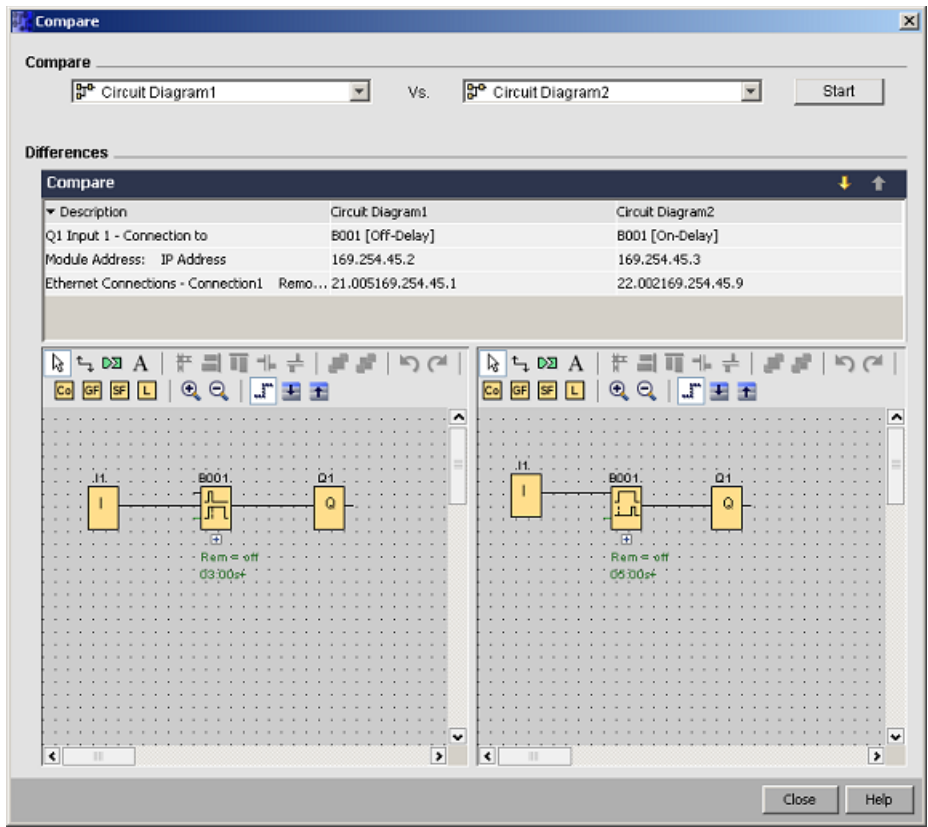 Compare
Compare
Circuit Diagram1 Vs. Circuit Diagram2 Start
Differences
Compare
Description Circuit Diagram1 Circuit Diagram2
Q1 Input 1 - Connection to B001 [Off-Delay] B001 [On-Delay]
Module Address: IP Address 169.254.45.2 169.254.45.3
Ethernet Connections - Connection1 Remo... 21.005169.254.45.1 22.002169.254.45.9
A A
Co GF SF L Co GF SF L
.I1. B001. Q1 .I1. B001. Q1
I Q I Q
Rem = off Rem = off
03:00s+ 05:00s+
Close Help